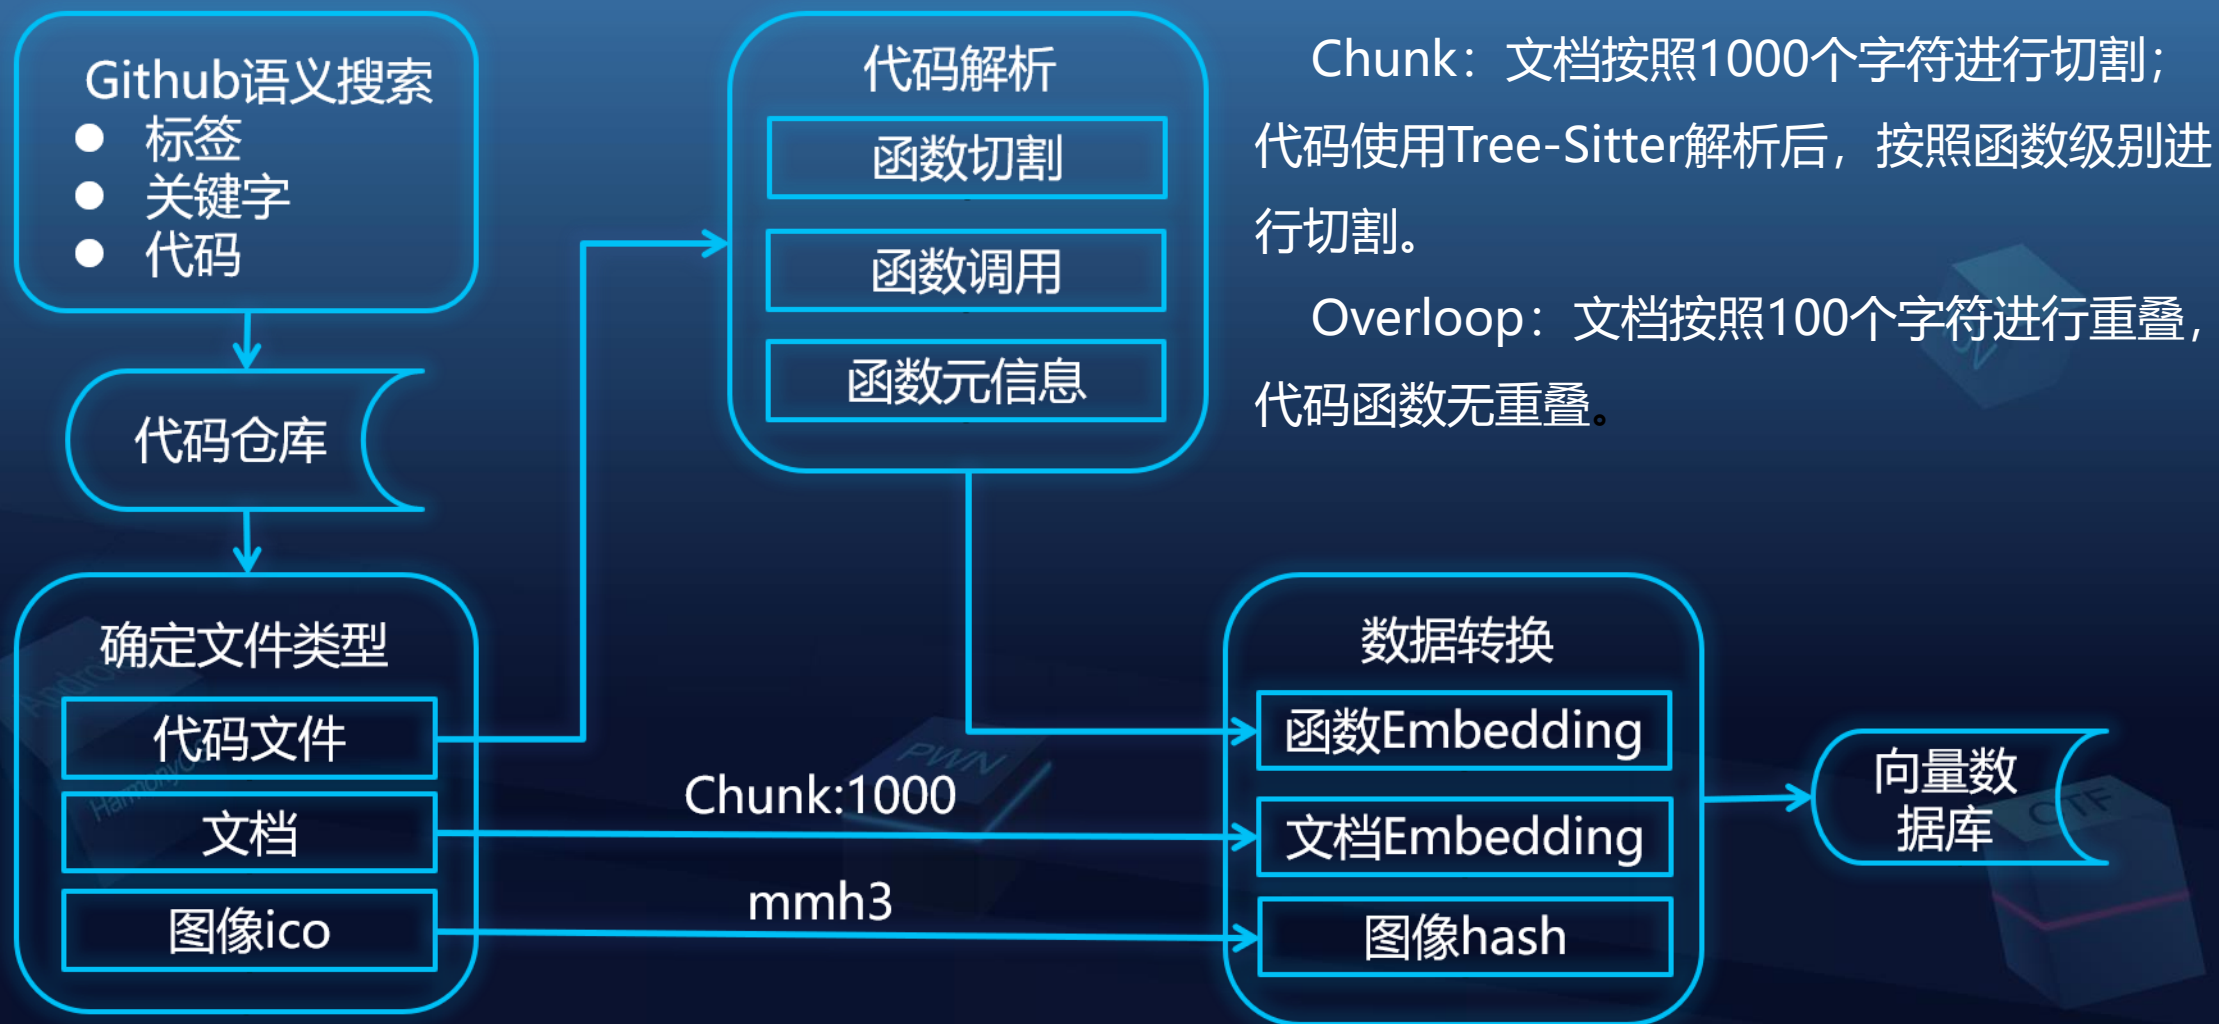 Github语义搜索
● 标签
● 关键字
● 代码
代码仓库
确定文件类型
代码文件
文档
图像ico
代码解析
函数切割
函数调用
函数元信息
Chunk:1000
mmh3
Chunk：文档按照1000个字符进行切割；
代码使用Tree-Sitter解析后，按照函数级别进
行切割。
Overloop：文档按照100个字符进行重叠，
代码函数无重叠。
数据转换
函数Embedding
文档Embedding
图像hash
向量数
据库
Android
HarmonyOS
PWN
CTF